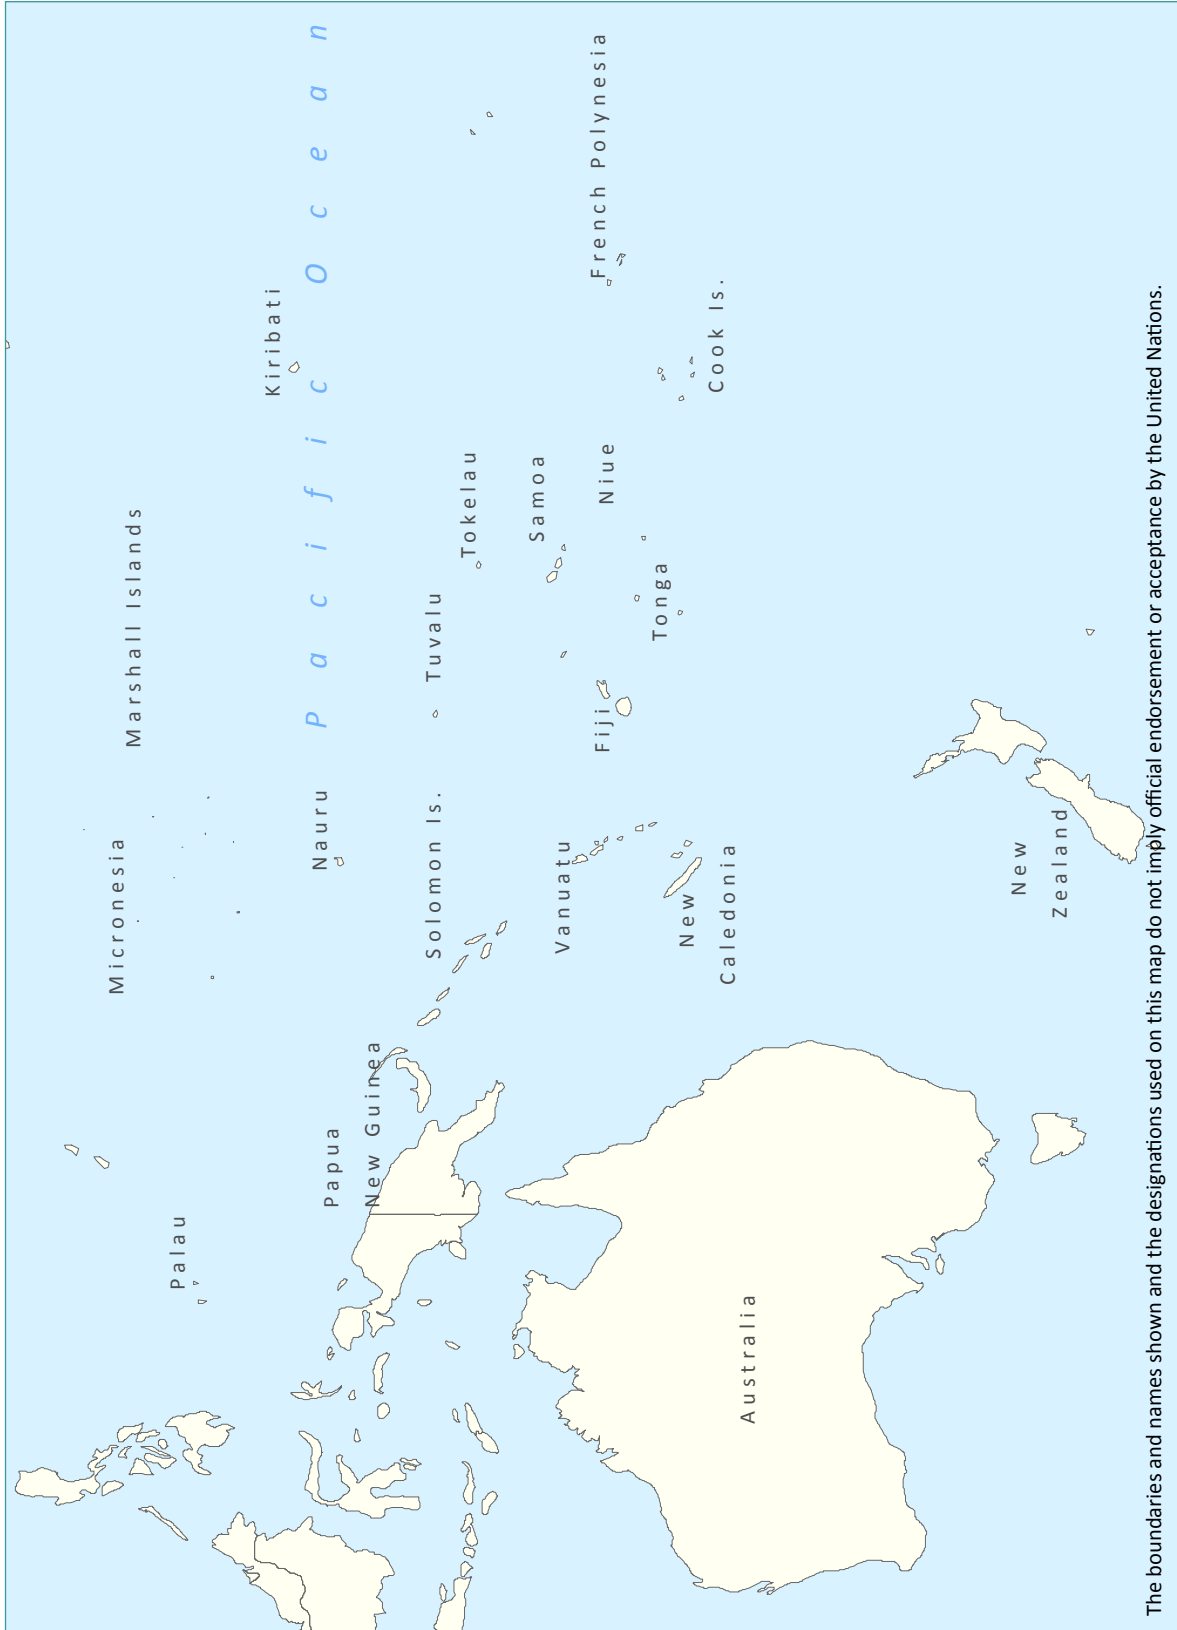 Micronesia
Marshall Islands
Palau
Kiribati
Pacific Ocean
Nauru
Papua
New Guinea
Solomon Is.
Tuvalu
Tokelau
Samoa
Vanuatu
Fiji
Niue
French Polynesia
Tonga
New
Caledonia
Cook Is.
Australia
New
Zealand
The boundaries and names shown and the designations used on this map do not imply official endorsement or acceptance by the United Nations.